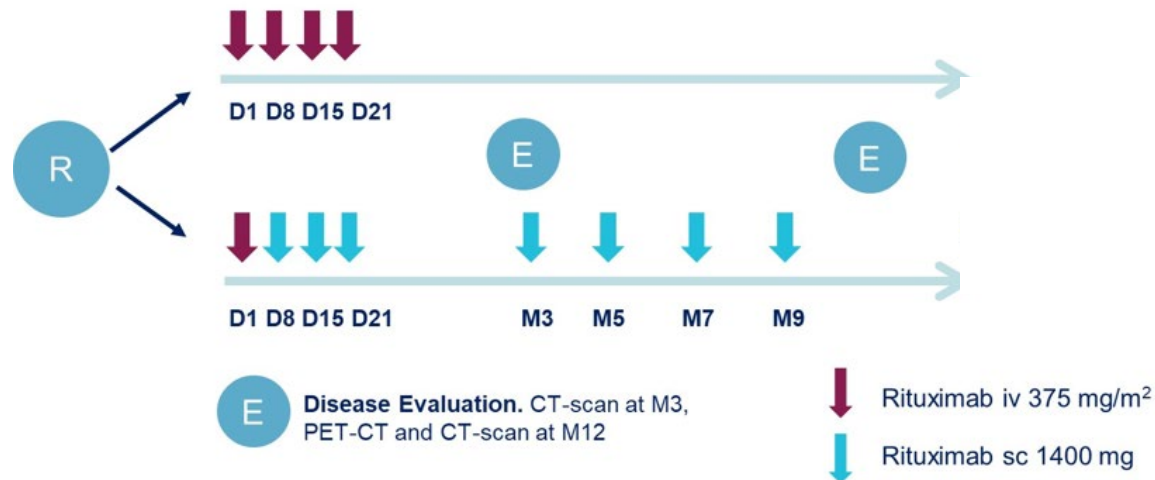 D1 D8 D15 D21
R
E
E
D1 D8 D15 D21 M3 M5 M7 M9
E
Disease Evaluation. CT-scan at M3,
PET-CT and CT-scan at M12
Rituximab iv 375 mg/m²
Rituximab sc 1400 mg